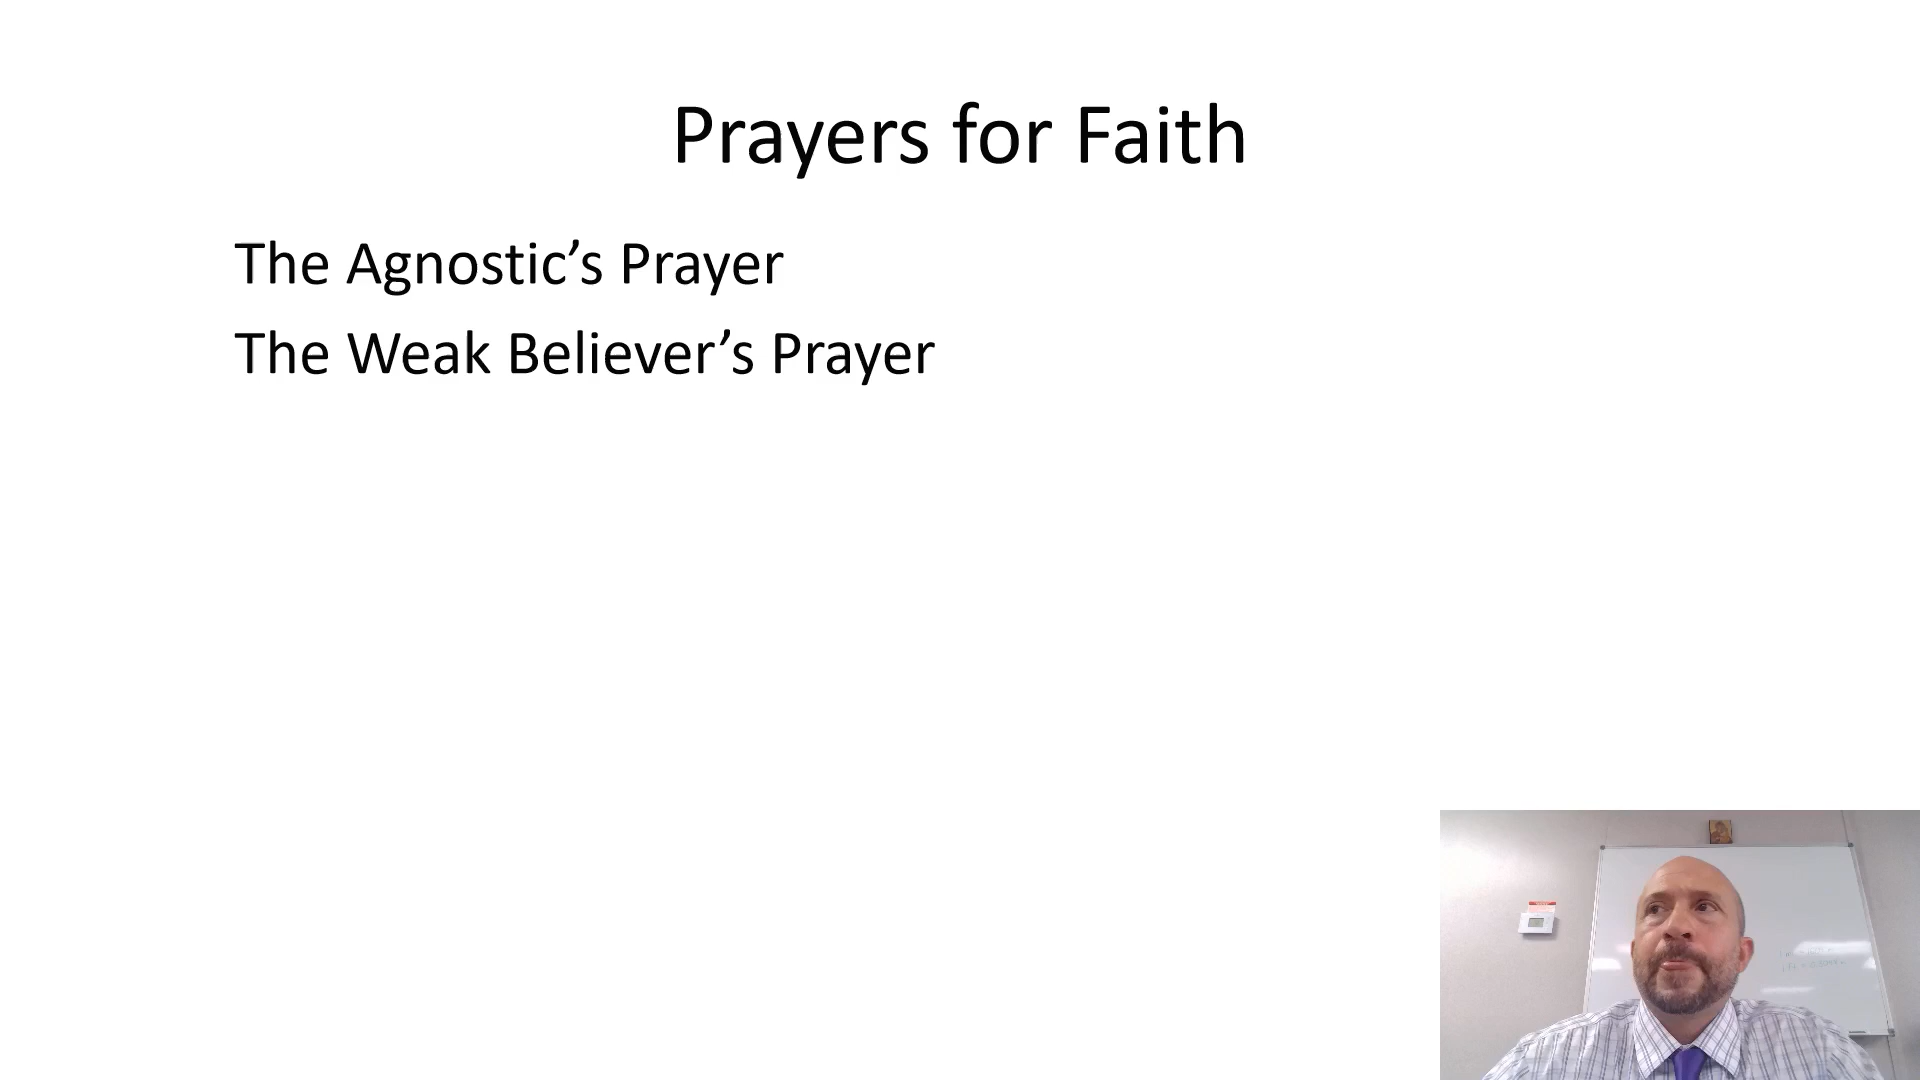 Prayers for Faith
The Agnostic’s Prayer
The Weak Believer’s Prayer